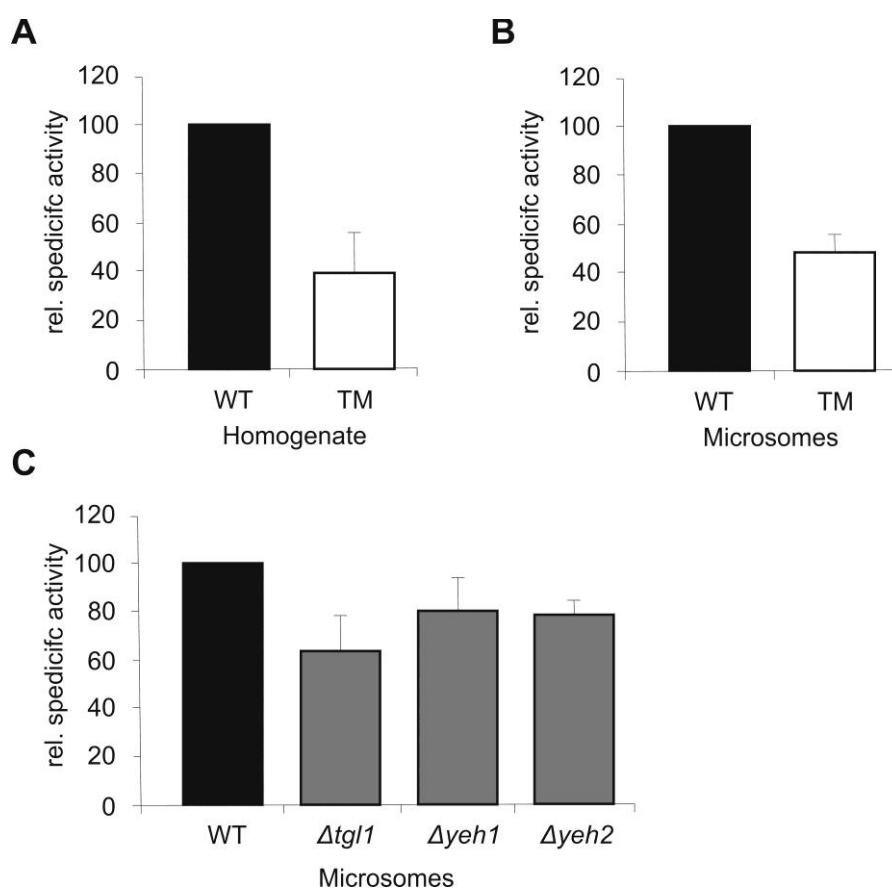 A
120
100
80
60
40
20
0
rel. spedicifc activity
WT TM
Homogenate
B
120
100
80
60
40
20
0
rel. spedicifc activity
WT TM
Microsomes
C
120
100
80
60
40
20
0
rel. spedicifc activity
WT Δtgl1 Δyeh1 Δyeh2
Microsomes